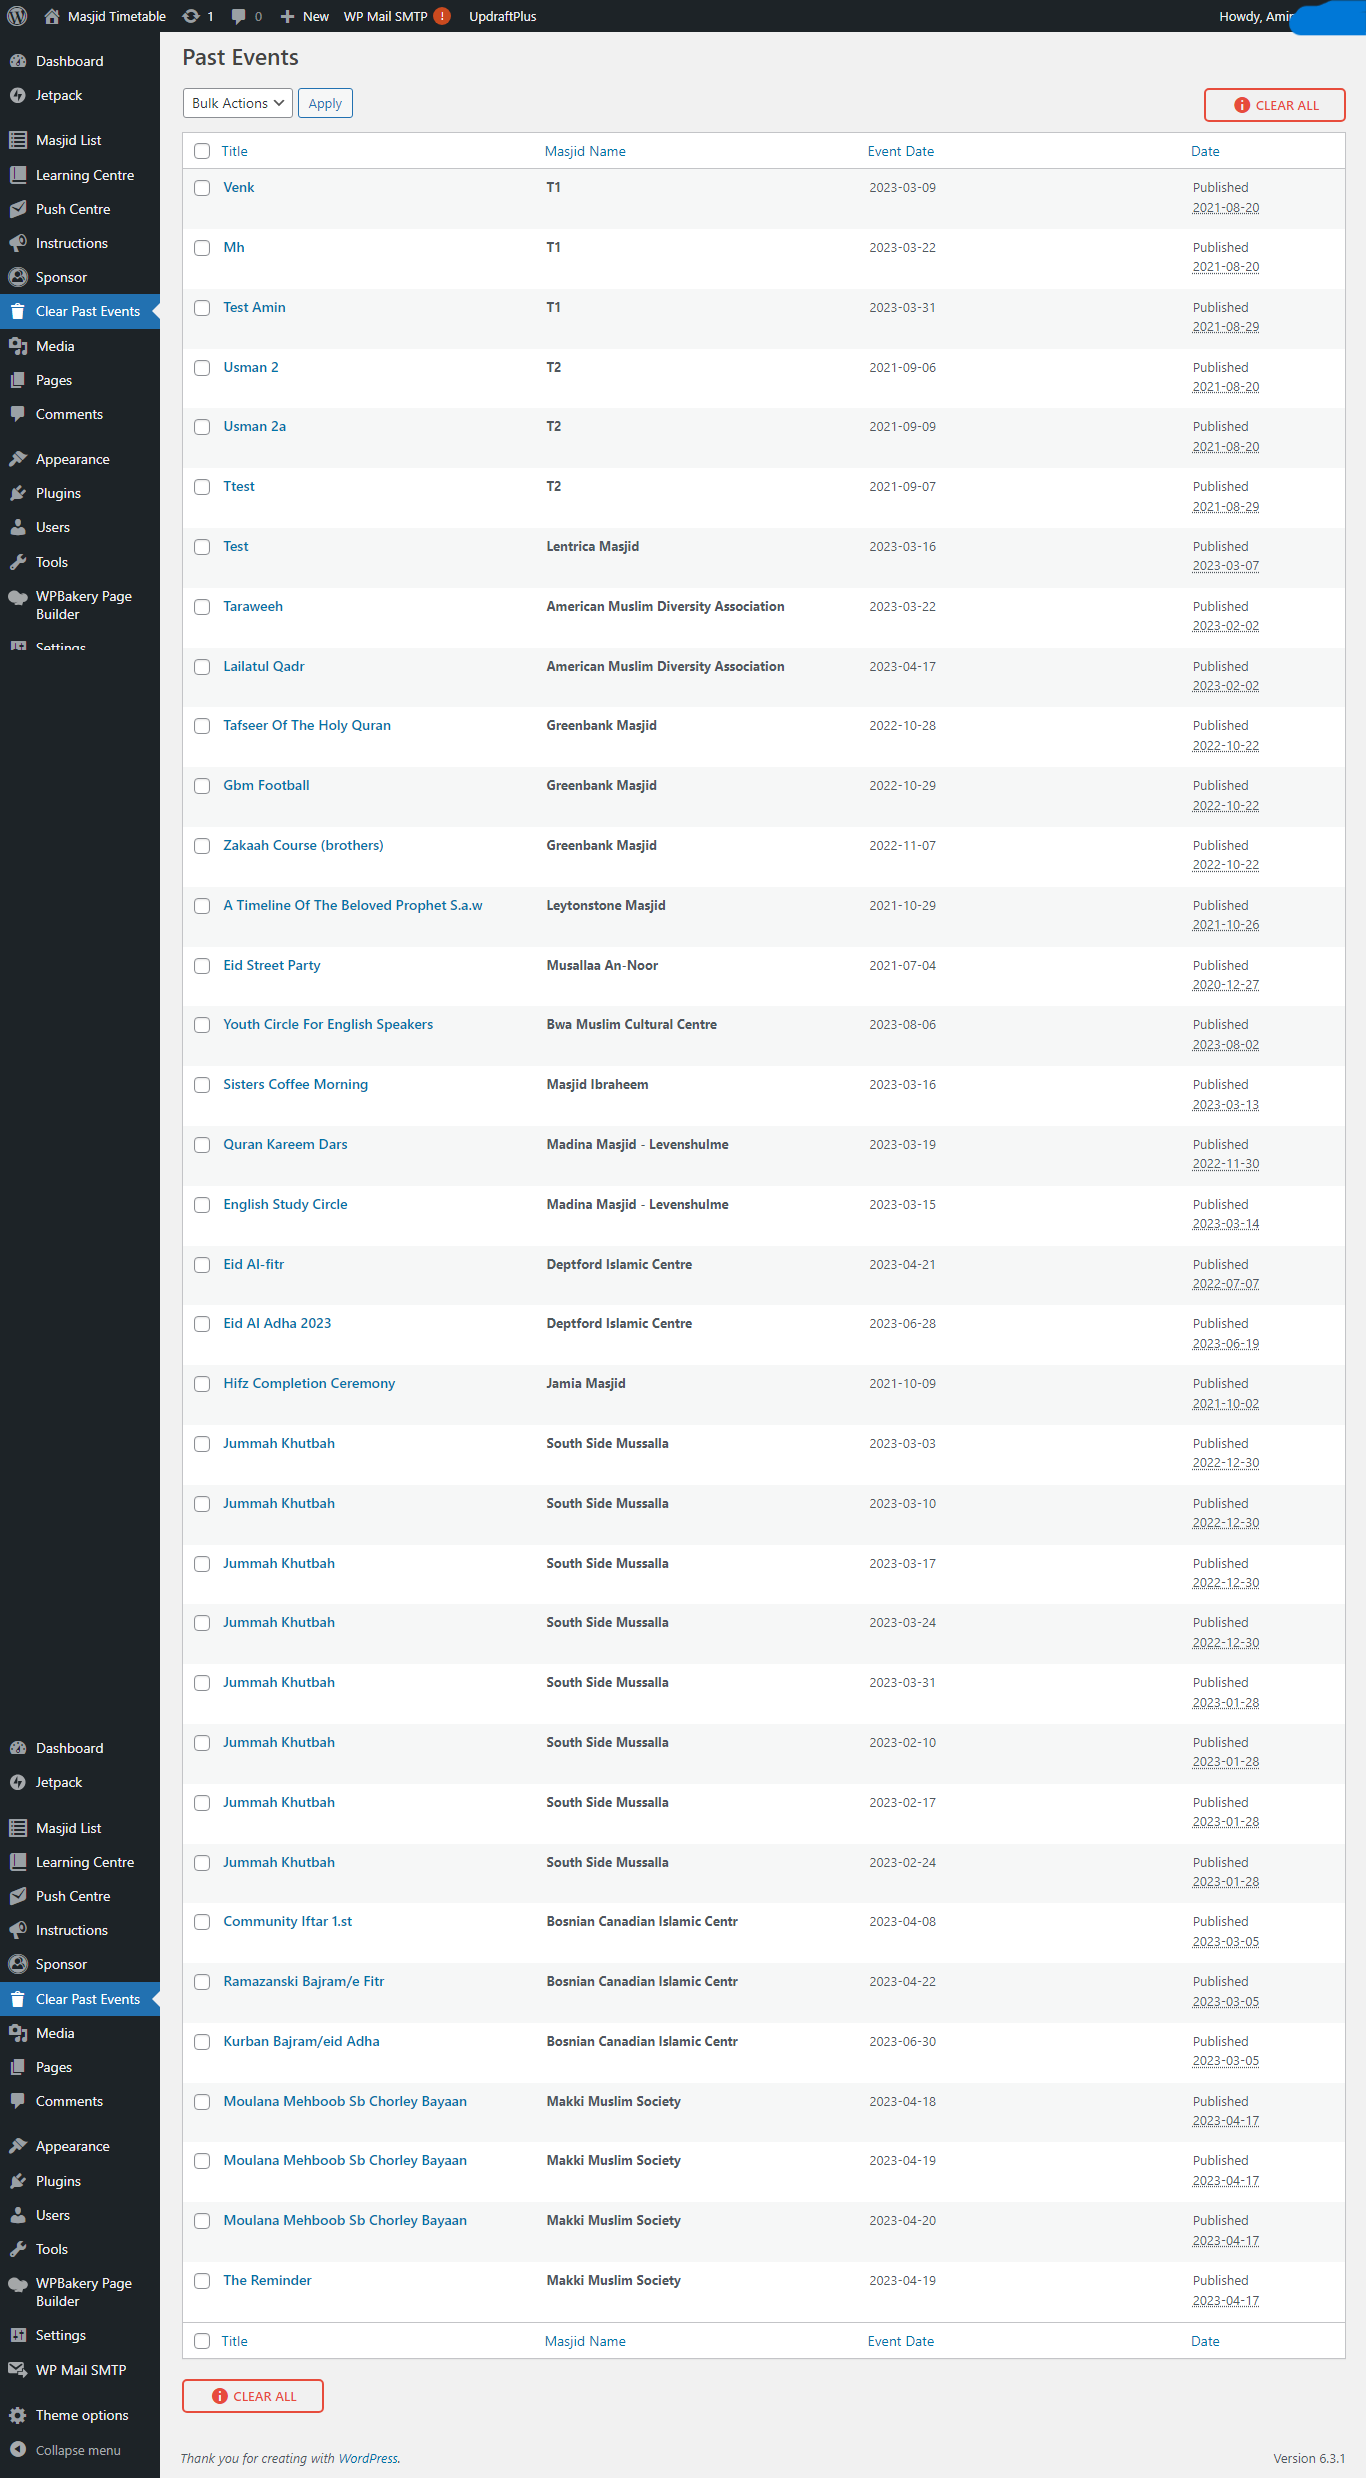 Masjid Timetable 1 0 New WP Mail SMTP ! UpdraftPlus Howdy, Amin
Dashboard
Jetpack
Masjid List
Learning Centre
Push Centre
Instructions
Sponsor
Clear Past Events
Media
Pages
Comments
Appearance
Plugins
Users
Tools
WPBakery Page
Builder
Settings
Past Events
Bulk Actions Apply CLEAR ALL
Title Masjid Name Event Date Date
Venk T1 2023-03-09 Published
2021-08-20
Mh T1 2023-03-22 Published
2021-08-20
Test Amin T1 2023-03-31 Published
2021-08-29
Usman 2 T2 2021-09-06 Published
2021-08-20
Usman 2a T2 2021-09-09 Published
2021-08-20
Ttest T2 2021-09-07 Published
2021-08-29
Test Lentrica Masjid 2023-03-16 Published
2023-03-07
Taraweeh American Muslim Diversity Association 2023-03-22 Published
2023-02-02
Lailatul Qadr American Muslim Diversity Association 2023-04-17 Published
2023-02-02
Tafseer Of The Holy Quran Greenbank Masjid 2022-10-28 Published
2022-10-22
Gbm Football Greenbank Masjid 2022-10-29 Published
2022-10-22
Zakaah Course (brothers) Greenbank Masjid 2022-11-07 Published
2022-10-22
A Timeline Of The Beloved Prophet S.a.w Leytonstone Masjid 2021-10-29 Published
2021-10-26
Eid Street Party Musallaa An-Noor 2021-07-04 Published
2020-12-27
Youth Circle For English Speakers Bwa Muslim Cultural Centre 2023-08-06 Published
2023-08-02
Sisters Coffee Morning Masjid Ibraheem 2023-03-16 Published
2023-03-13
Quran Kareem Dars Madina Masjid - Levenshulme 2023-03-19 Published
2022-11-30
English Study Circle Madina Masjid - Levenshulme 2023-03-15 Published
2023-03-14
Eid Al-fitr Deptford Islamic Centre 2023-04-21 Published
2022-07-07
Eid Al Adha 2023 Deptford Islamic Centre 2023-06-28 Published
2023-06-19
Hifz Completion Ceremony Jamia Masjid 2021-10-09 Published
2021-10-02
Jummah Khutbah South Side Mussalla 2023-03-03 Published
2022-12-30
Jummah Khutbah South Side Mussalla 2023-03-10 Published
2022-12-30
Jummah Khutbah South Side Mussalla 2023-03-17 Published
2022-12-30
Jummah Khutbah South Side Mussalla 2023-03-24 Published
2022-12-30
Jummah Khutbah South Side Mussalla 2023-03-31 Published
2023-01-28
Jummah Khutbah South Side Mussalla 2023-02-10 Published
2023-01-28
Jummah Khutbah South Side Mussalla 2023-02-17 Published
2023-01-28
Jummah Khutbah South Side Mussalla 2023-02-24 Published
2023-01-28
Community Iftar 1.st Bosnian Canadian Islamic Centr 2023-04-08 Published
2023-03-05
Ramazanski Bajram/e Fitr Bosnian Canadian Islamic Centr 2023-04-22 Published
2023-03-05
Kurban Bajram/eid Adha Bosnian Canadian Islamic Centr 2023-06-30 Published
2023-03-05
Moulana Mehboob Sb Chorley Bayaan Makki Muslim Society 2023-04-18 Published
2023-04-17
Moulana Mehboob Sb Chorley Bayaan Makki Muslim Society 2023-04-19 Published
2023-04-17
Moulana Mehboob Sb Chorley Bayaan Makki Muslim Society 2023-04-20 Published
2023-04-17
The Reminder Makki Muslim Society 2023-04-19 Published
2023-04-17
Title Masjid Name Event Date Date
CLEAR ALL
Dashboard
Jetpack
Masjid List
Learning Centre
Push Centre
Instructions
Sponsor
Clear Past Events
Media
Pages
Comments
Appearance
Plugins
Users
Tools
WPBakery Page
Builder
Settings
WP Mail SMTP
Theme options
Collapse menu
Thank you for creating with WordPress. Version 6.3.1